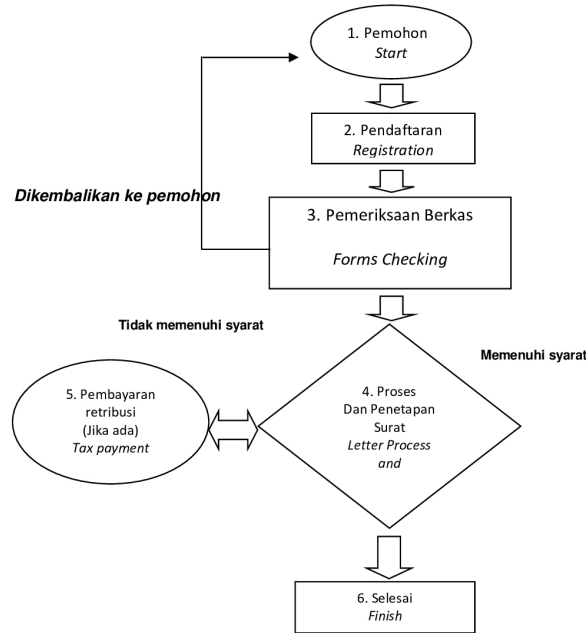 1. Pemohon
Start
2. Pendaftaran
Registration
Dikembalikan ke pemohon
3. Pemeriksaan Berkas
Forms Checking
Tidak memenuhi syarat
Memenuhi syarat
5. Pembayaran
retribusi
(Jika ada)
Tax payment
4. Proses
Dan Penetapan
Surat
Letter Process
and
6. Selesai
Finish